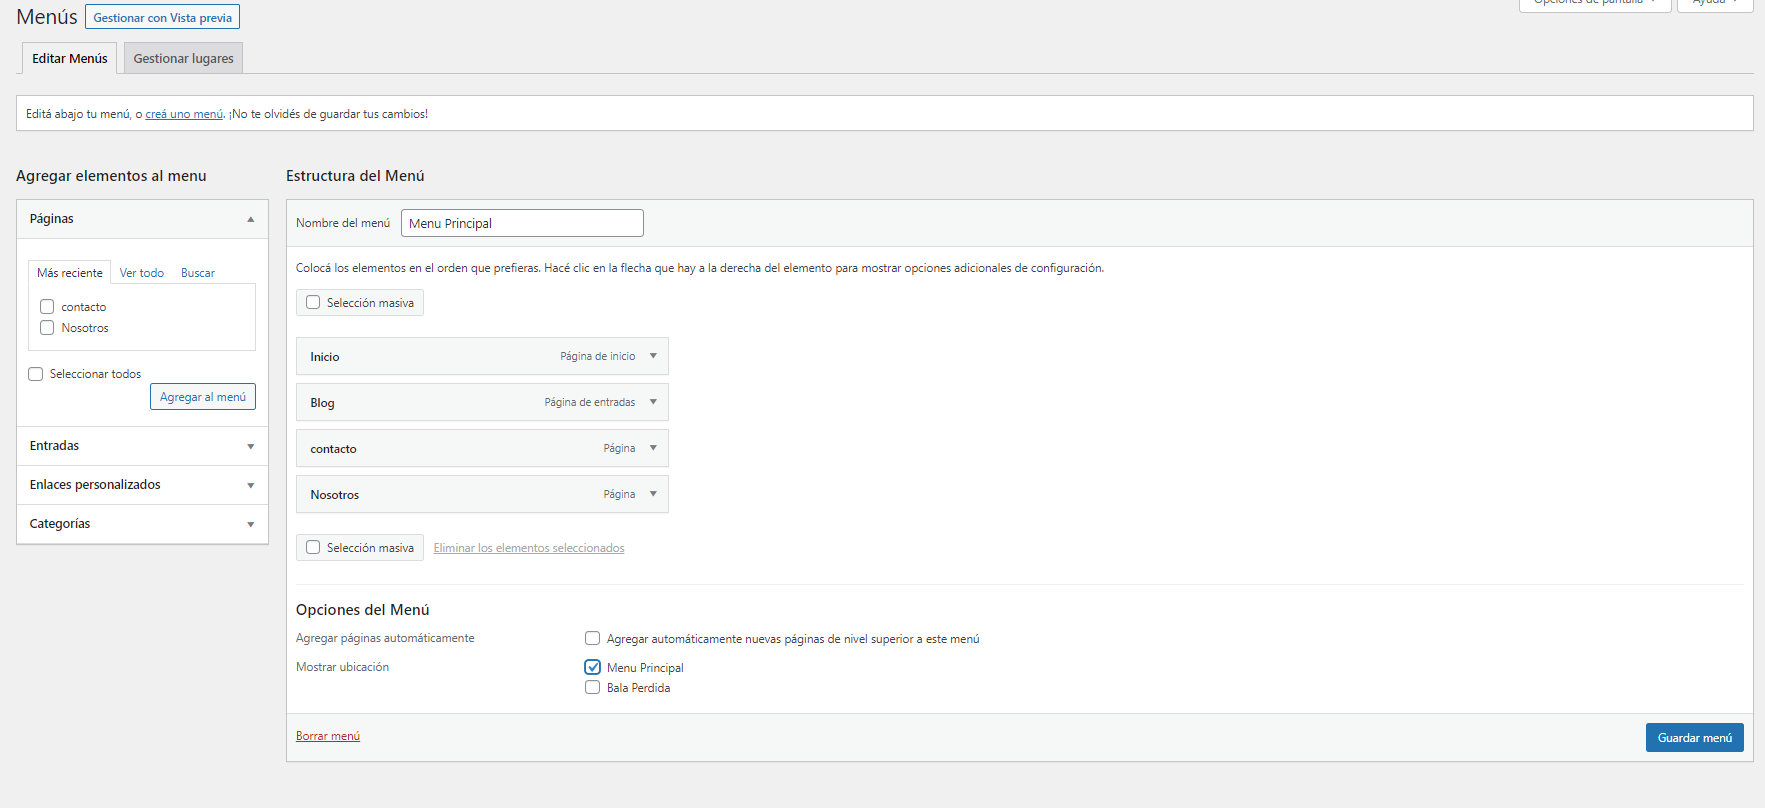 Menús
Gestionar con Vista previa
Opciones de pantalla
Ayuda
Editar Menús
Gestionar lugares
Editá abajo tu menú, o creá uno menú. ¡No te olvidés de guardar tus cambios!
Agregar elementos al menu
Estructura del Menú
Páginas
Más reciente
Ver todo
Buscar
contacto
Nosotros
Seleccionar todos
Agregar al menú
Entradas
Enlaces personalizados
Categorías
Nombre del menú
Menu Principal
Colocá los elementos en el orden que prefieras. Hacé clic en la flecha que hay a la derecha del elemento para mostrar opciones adicionales de configuración.
Selección masiva
Inicio Página de inicio
Blog Página de entradas
contacto Página
Nosotros Página
Selección masiva
Eliminar los elementos seleccionados
Opciones del Menú
Agregar páginas automáticamente
Agregar automáticamente nuevas páginas de nivel superior a este menú
Mostrar ubicación
Menu Principal
Bala Perdida
Borrar menú
Guardar menú